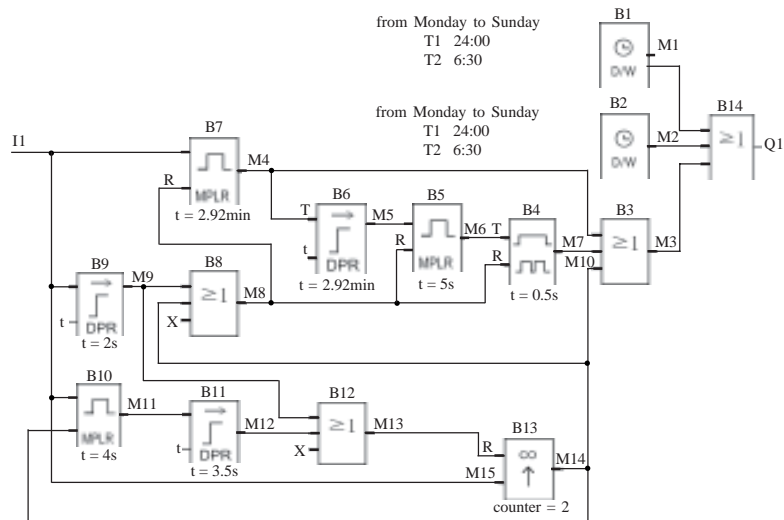 from Monday to Sunday
T1 24:00
T2 6:30
B1
M1
D/W
from Monday to Sunday
T1 24:00
T2 6:30
B2
M2
D/W
B14
≥1
Q1
I1
B7
M4
R
MPLR
t = 2.92min
B6
T
M5
t
DPR
t = 2.92min
B5
M6
R
MPLR
t = 5s
B4
T
M7
R
t = 0.5s
B3
M10
≥1
M3
B9
M9
t
DPR
t = 2s
B8
≥1
M8
X
B10
M11
MPLR
t = 4s
B11
M12
t
DPR
t = 3.5s
B12
≥1
M13
X
B13
R
∞
↑
M14
M15
counter = 2